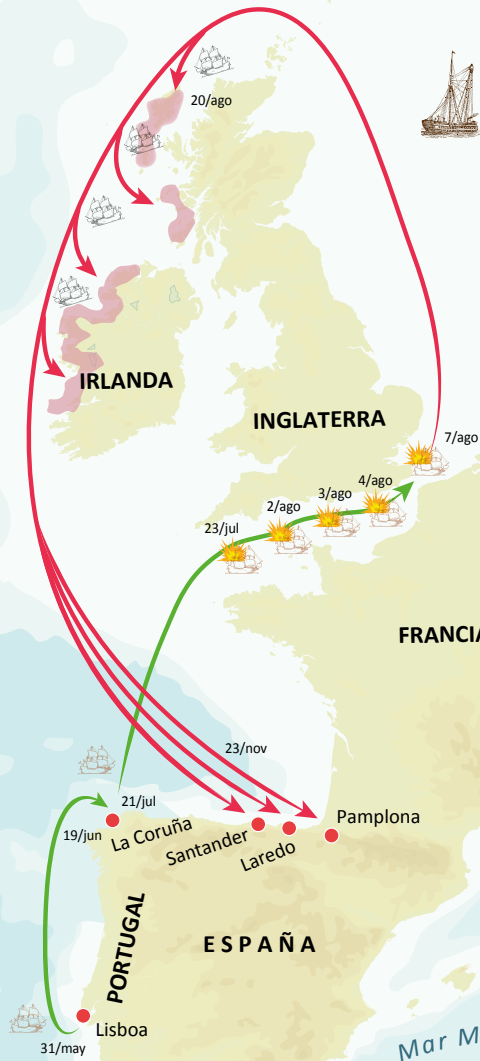 20/ago
IRLANDA
INGLATERRA
7/ago
4/ago
3/ago
2/ago
23/jul
FRANCIA
23/nov
21/jul
19/jun
La Coruña
Santander
Laredo
Pamplona
PORTUGAL
ESPAÑA
Lisboa
31/may
Mar M